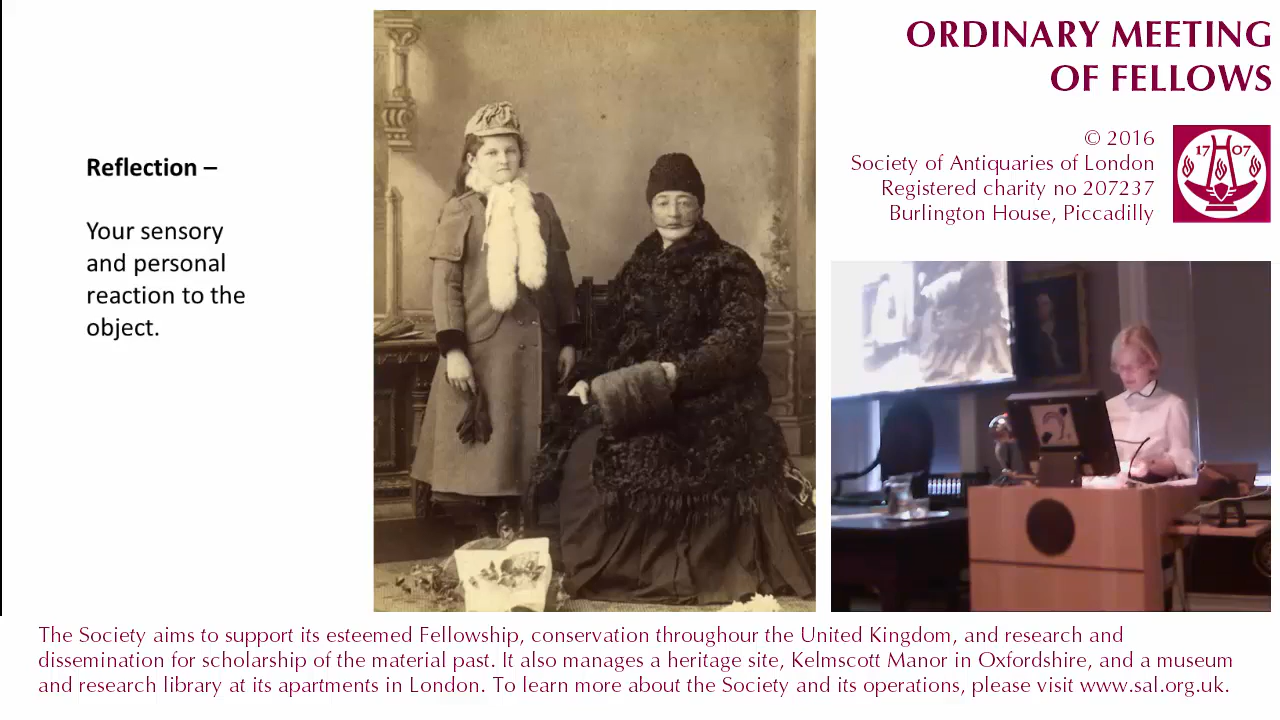 ORDINARY MEETING
OF FELLOWS
© 2016
Society of Antiquaries of London
Registered charity no 207237
Burlington House, Piccadilly
17 07
Reflection –
Your sensory
and personal
reaction to the
object.
The Society aims to support its esteemed Fellowship, conservation throughour the United Kingdom, and research and
dissemination for scholarship of the material past. It also manages a heritage site, Kelmscott Manor in Oxfordshire, and a museum
and research library at its apartments in London. To learn more about the Society and its operations, please visit www.sal.org.uk.